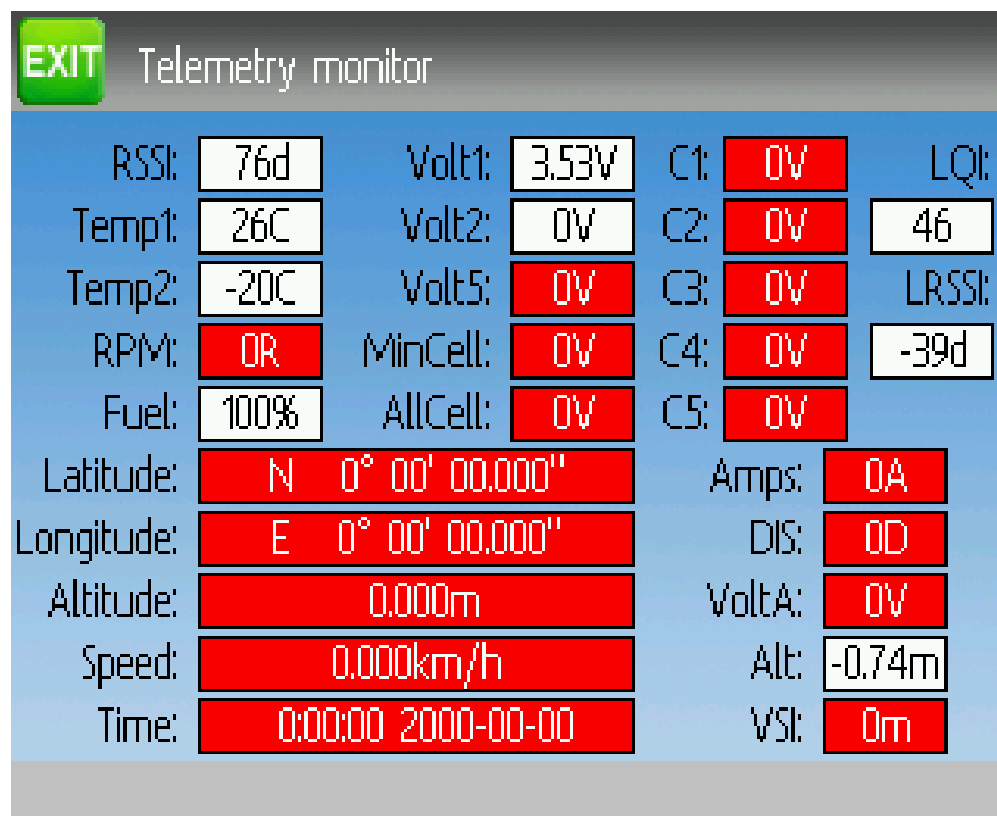 EXIT Telemetry monitor
RSSI: 76d Volt1: 3.53V C1: 0V LQI:
Temp1: 26C Volt2: 0V C2: 0V 46
Temp2: -20C Volt5: 0V C3: 0V LRSSI:
RPM: 0R MinCell: 0V C4: 0V -39d
Fuel: 100% AllCell: 0V C5: 0V
Latitude: N 0° 00' 00.000" Amps: 0A
Longitude: E 0° 00' 00.000" DIS: 0D
Altitude: 0.000m VoltA: 0V
Speed: 0.000km/h Alt: -0.74m
Time: 0:00:00 2000-00-00 VSI: 0m